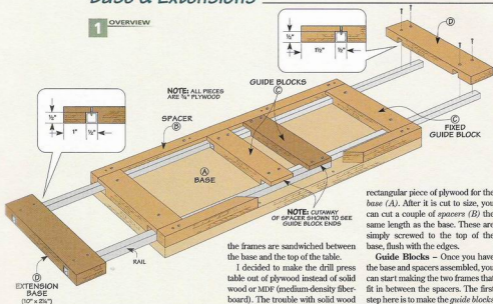 Base & Extensions
1 OVERVIEW
½"
5½"
½"
D
NOTE: ALL PIECES
ARE ¾" PLYWOOD
GUIDE BLOCKS
C
SPACER
B
C
FIXED
GUIDE BLOCK
½"
1"
½"
A
BASE
NOTE: CUTAWAY
OF SPACER SHOWN TO SEE
GUIDE BLOCK ENDS
RAIL
D
EXTENSION
BASE
the frames are sandwiched between
the base and the top of the table.
I decided to make the drill press
table out of plywood instead of solid
wood or MDF (medium-density fiber-
board). The trouble with solid wood
rectangular piece of plywood for the
base (A). After it is cut to size, you
can cut a couple of spacers (B) the
same length as the base. These are
simply screwed to the top of the
base, flush with the edges.
Guide Blocks – Once you have
the base and spacers assembled, you
can start making the two frames that
fit in between the spacers. The first
step here is to make the guide blocks